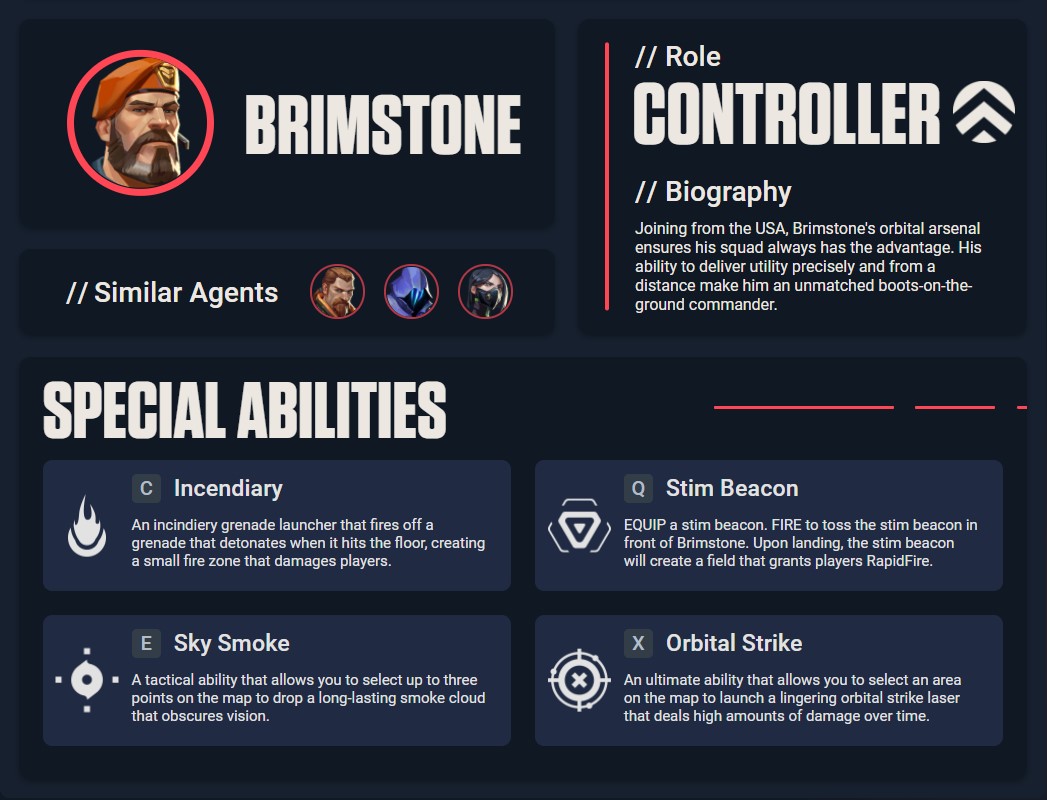 BRIMSTONE
// Similar Agents
// Role
CONTROLLER
// Biography
Joining from the USA, Brimstone's orbital arsenal
ensures his squad always has the advantage. His
ability to deliver utility precisely and from a
distance make him an unmatched boots-on-the-
ground commander.
SPECIAL ABILITIES
C Incendiary
An incindiery grenade launcher that fires off a
grenade that detonates when it hits the floor, creating
a small fire zone that damages players.
Q Stim Beacon
EQUIP a stim beacon. FIRE to toss the stim beacon in
front of Brimstone. Upon landing, the stim beacon
will create a field that grants players RapidFire.
E Sky Smoke
A tactical ability that allows you to select up to three
points on the map to drop a long-lasting smoke cloud
that obscures vision.
X Orbital Strike
An ultimate ability that allows you to select an area
on the map to launch a lingering orbital strike laser
that deals high amounts of damage over time.